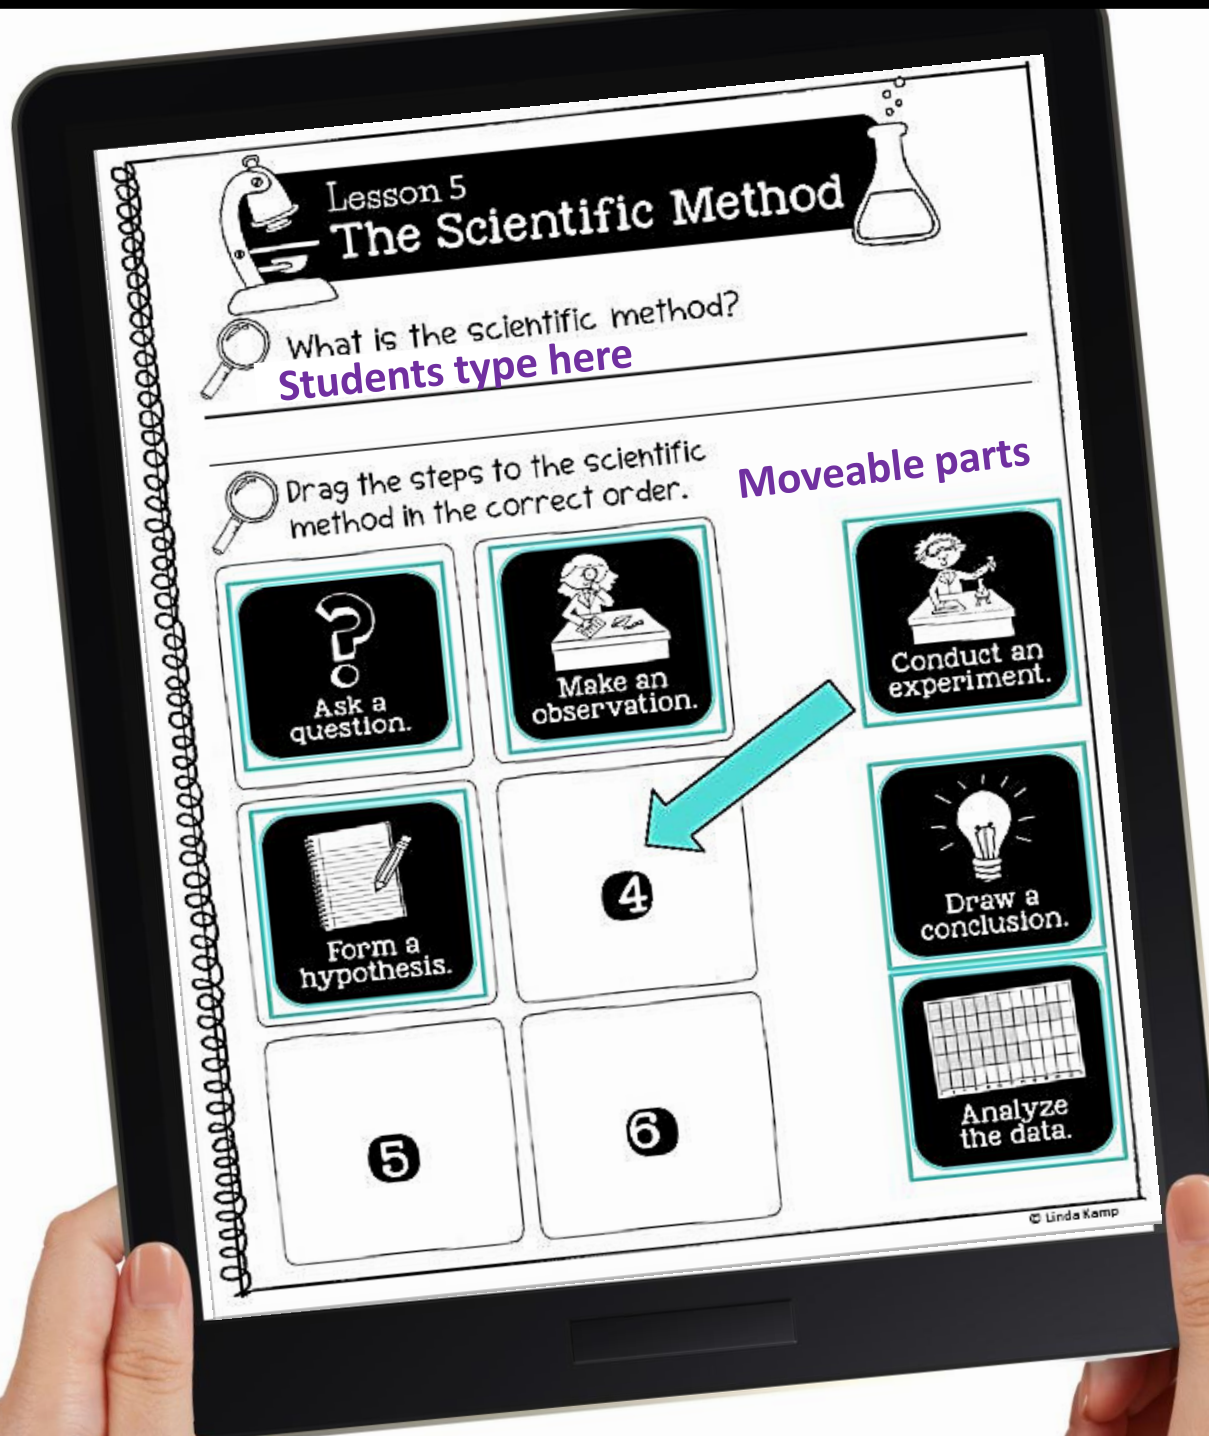 Lesson 5
The Scientific Method
What is the scientific method?
Students type here
Drag the steps to the scientific
method in the correct order.
Moveable parts
Ask a
question.
Make an
observation.
Conduct an
experiment.
Form a
hypothesis.
4
Draw a
conclusion.
5
6
Analyze
the data.
© Linda Kamp